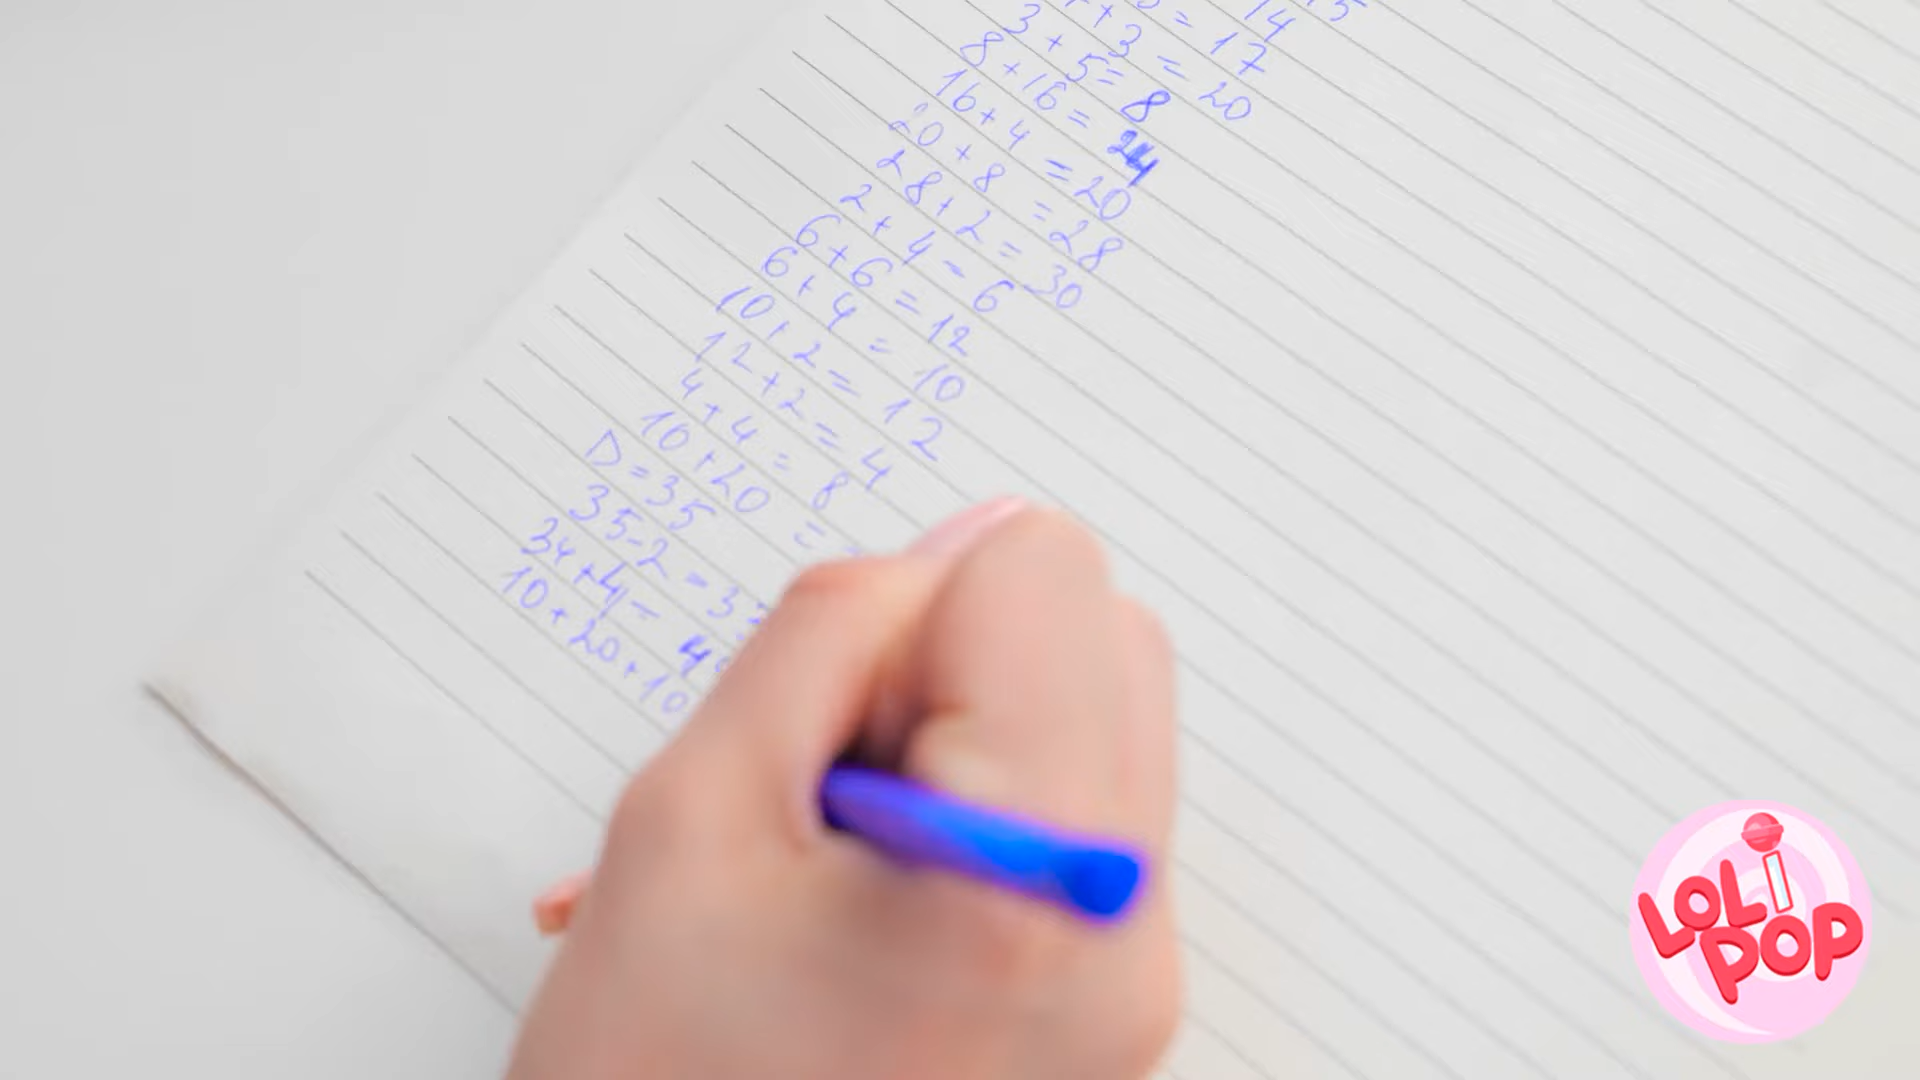 3 + 5 = 8
8 + 16 = 24
16 + 4 = 20
20 + 8 = 28
28 + 2 = 30
2 + 4 = 6
6 + 6 = 12
6 + 4 = 10
10 + 2 = 12
12 + 2 = 4
4 + 4 = 8
10 + 20 =
D = 35
35 - 2 = 33
34 + 4 =
10 + 20 + 10
LOLiPOP